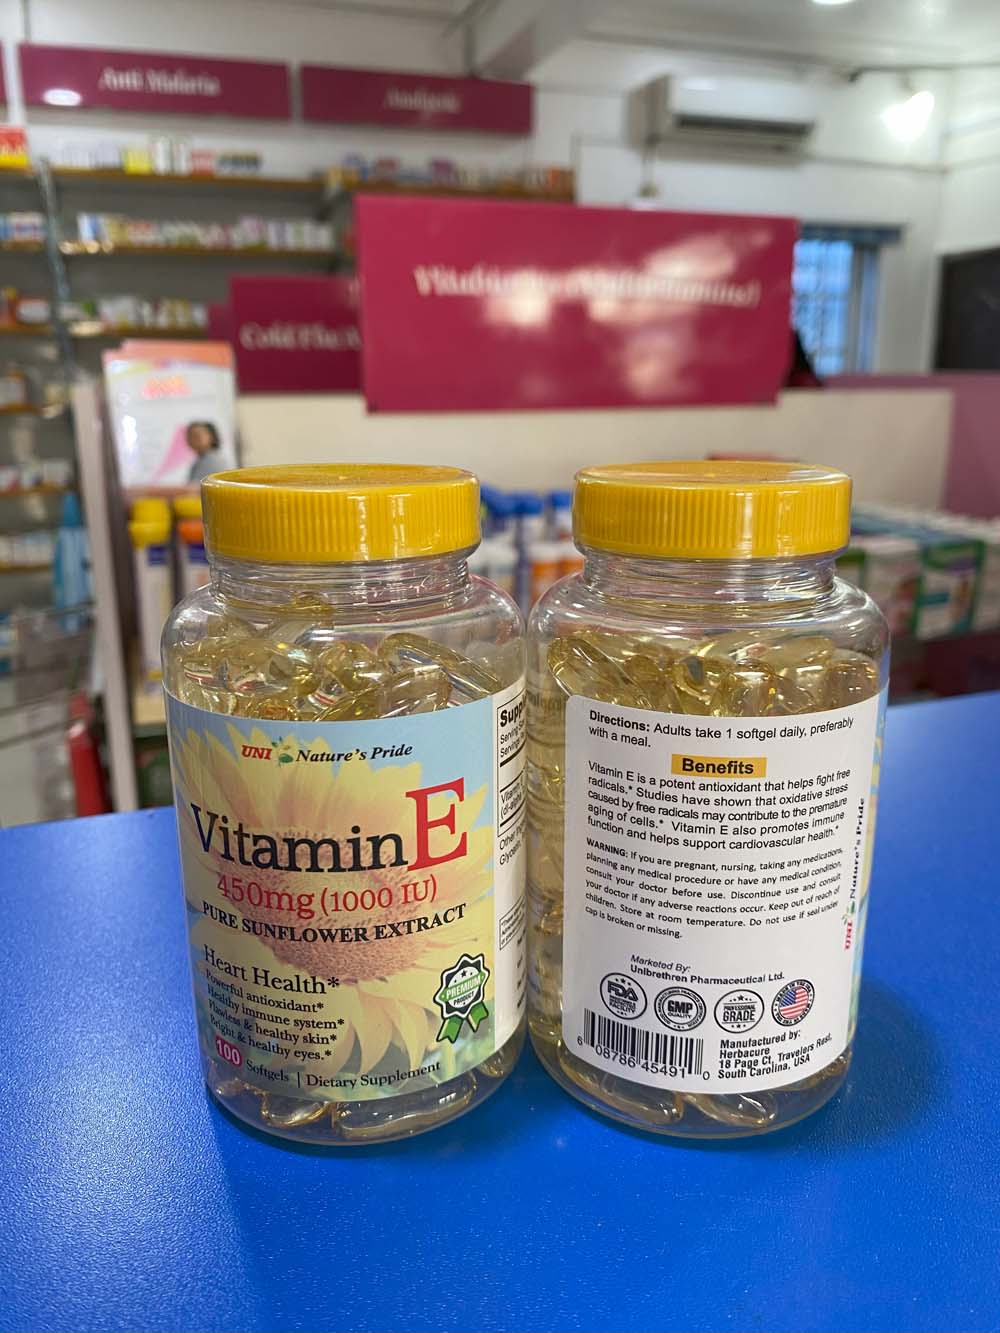 Anti Malaria
Cold Flu
UNI Nature's Pride
Vitamin E
450mg (1000 IU)
PURE SUNFLOWER EXTRACT
Heart Health*
Powerful antioxidant*
Healthy immune system*
Flawless & healthy skin*
Bright & healthy eyes.*
PREMIUM
PRODUCT
100 Softgels | Dietary Supplement
Directions: Adults take 1 softgel daily, preferably
with a meal.
Benefits
Vitamin E is a potent antioxidant that helps fight free
radicals.* Studies have shown that oxidative stress
caused by free radicals may contribute to the premature
aging of cells.* Vitamin E also promotes immune
function and helps support cardiovascular health.*
WARNING: If you are pregnant, nursing, taking any medications,
planning any medical procedure or have any medical condition,
consult your doctor before use. Discontinue use and consult
your doctor if any adverse reactions occur. Keep out of reach of
children. Store at room temperature. Do not use if seal under
cap is broken or missing.
Marketed By:
Unibrethren Pharmaceutical Ltd.
FDA
GMP
QUALITY
PROFESSIONAL
GRADE
6 08786 45491 0
Manufactured by:
Herbacure
18 Page Ct, Travelers Rest,
South Carolina, USA
UNI Nature's Pride